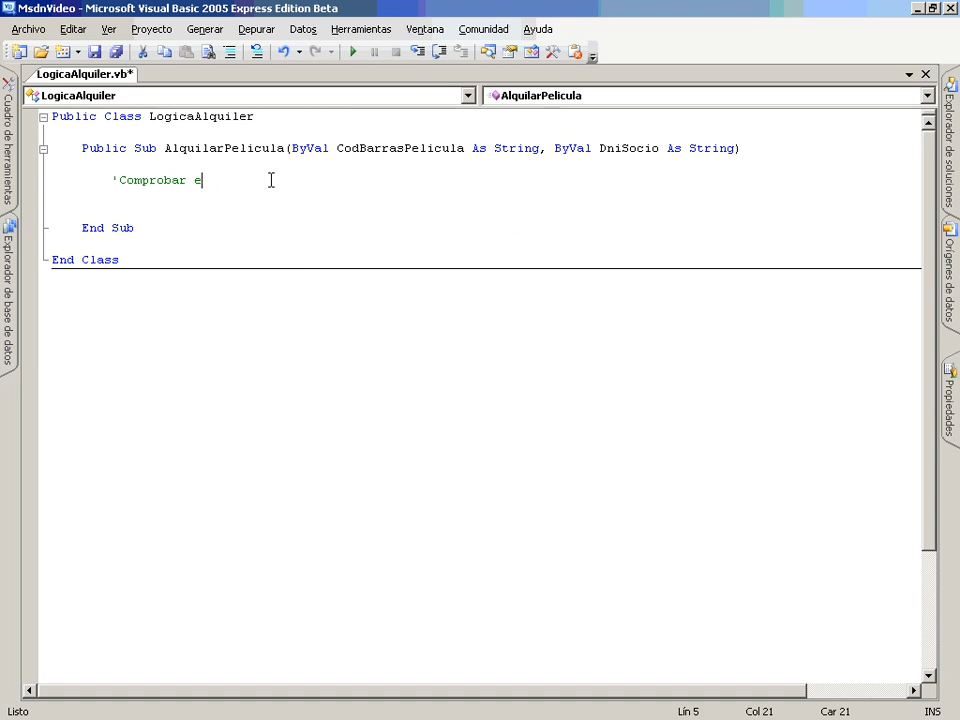 MsdnVideo - Microsoft Visual Basic 2005 Express Edition Beta
Archivo Editar Ver Proyecto Generar Depurar Datos Herramientas Ventana Comunidad Ayuda
LogicaAlquiler.vb*
LogicaAlquiler AlquilarPelicula
Public Class LogicaAlquiler
Public Sub AlquilarPelicula(ByVal CodBarrasPelicula As String, ByVal DniSocio As String)
'Comprobar e
End Sub
End Class
Cuadro de herramientas
Explorador de base de datos
Explorador de soluciones
Orígenes de datos
Propiedades
Listo Lín 5 Col 21 Car 21 INS